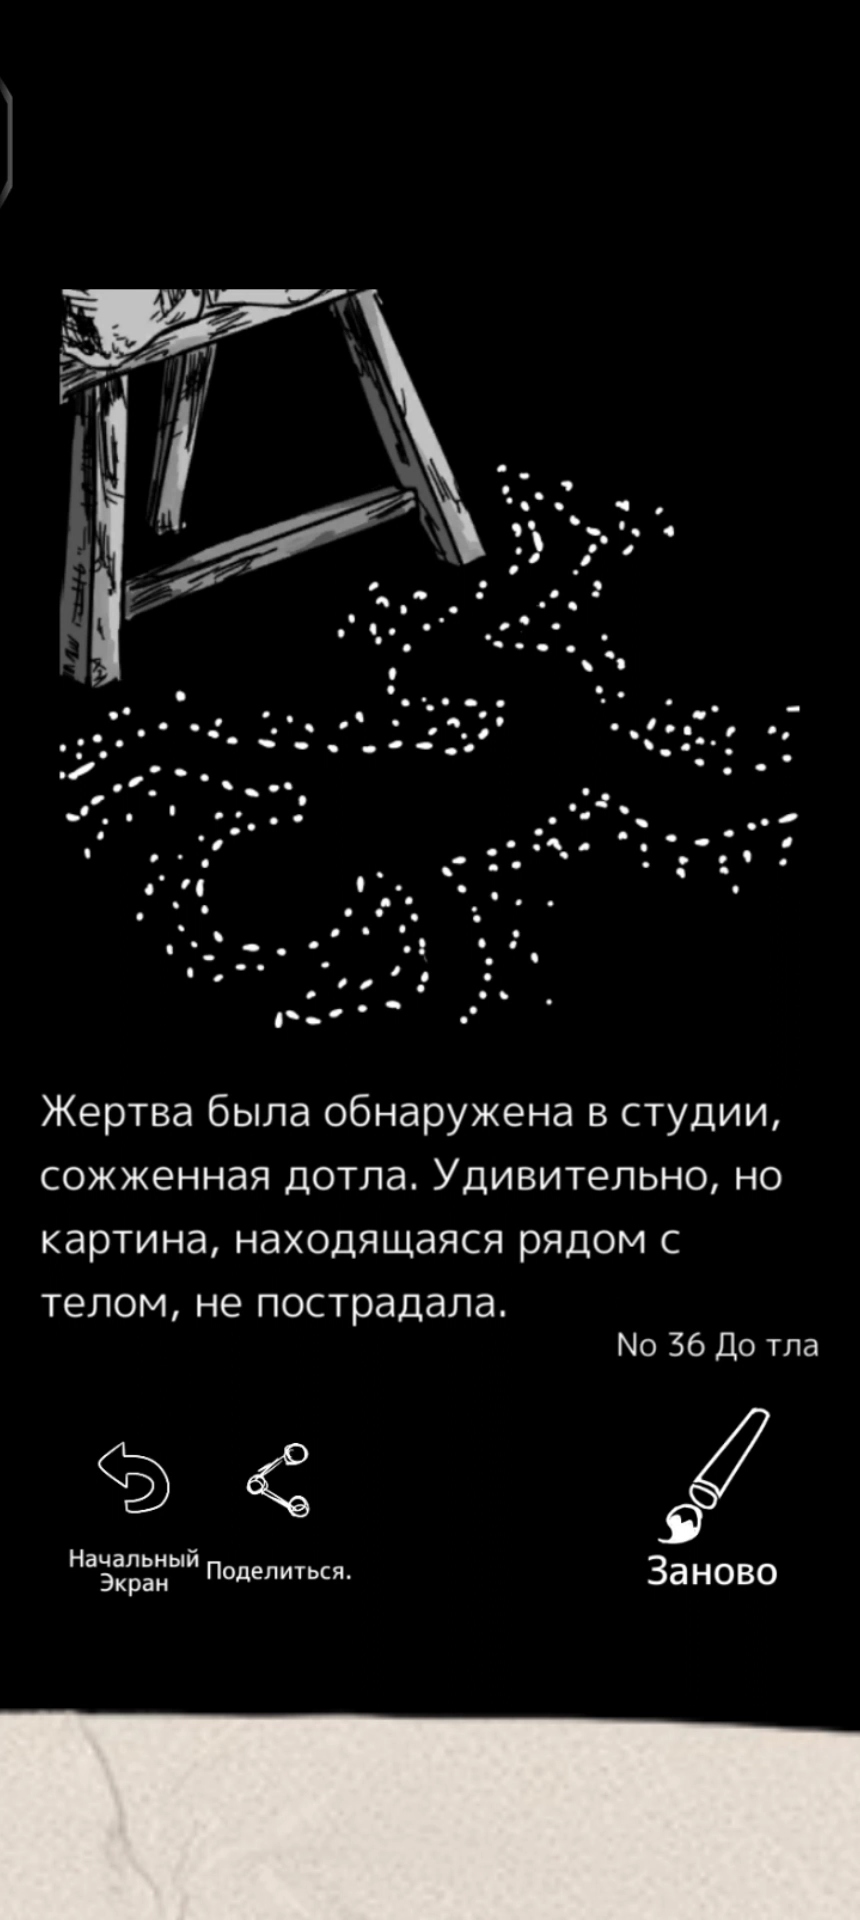 Жертва была обнаружена в студии,
сожженная дотла. Удивительно, но
картина, находящаяся рядом с
телом, не пострадала.
No 36 До тла
Начальный
Экран
Поделиться.
Заново